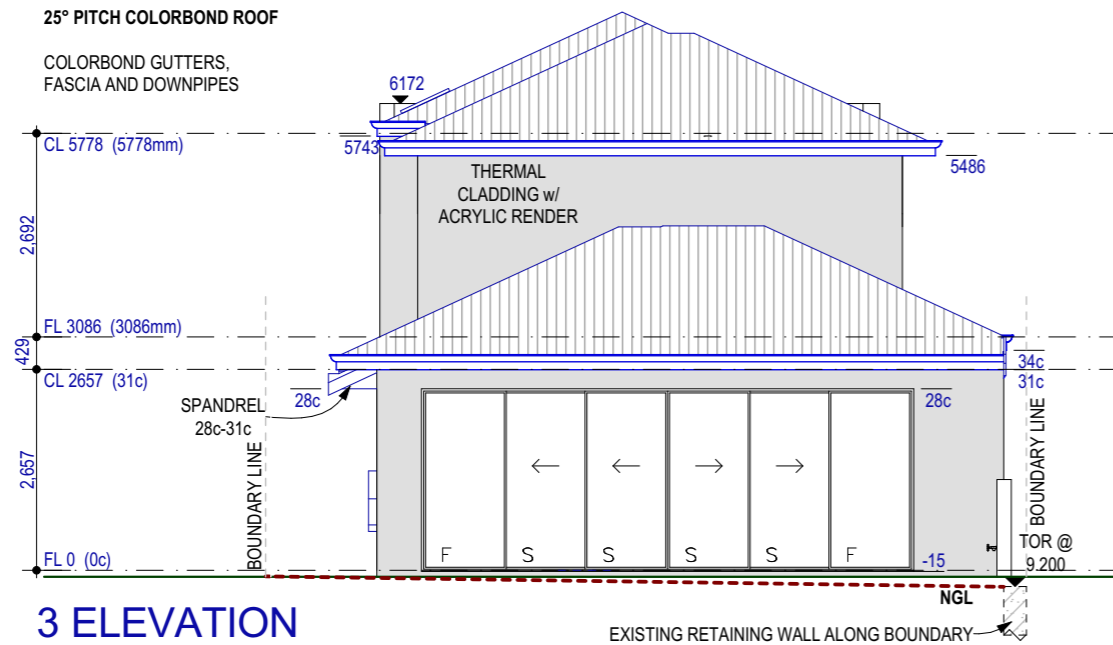 25° PITCH COLORBOND ROOF
COLORBOND GUTTERS,
FASCIA AND DOWNPIPES
6172
CL 5778 (5778mm)
5743
5486
THERMAL
CLADDING w/
ACRYLIC RENDER
2,692
FL 3086 (3086mm)
429
CL 2657 (31c)
34c
31c
28c
28c
SPANDREL
28c-31c
BOUNDARY LINE
BOUNDARY LINE
2,657
F S S S S F
TOR @
9.200
FL 0 (0c)
-15
NGL
3 ELEVATION
EXISTING RETAINING WALL ALONG BOUNDARY